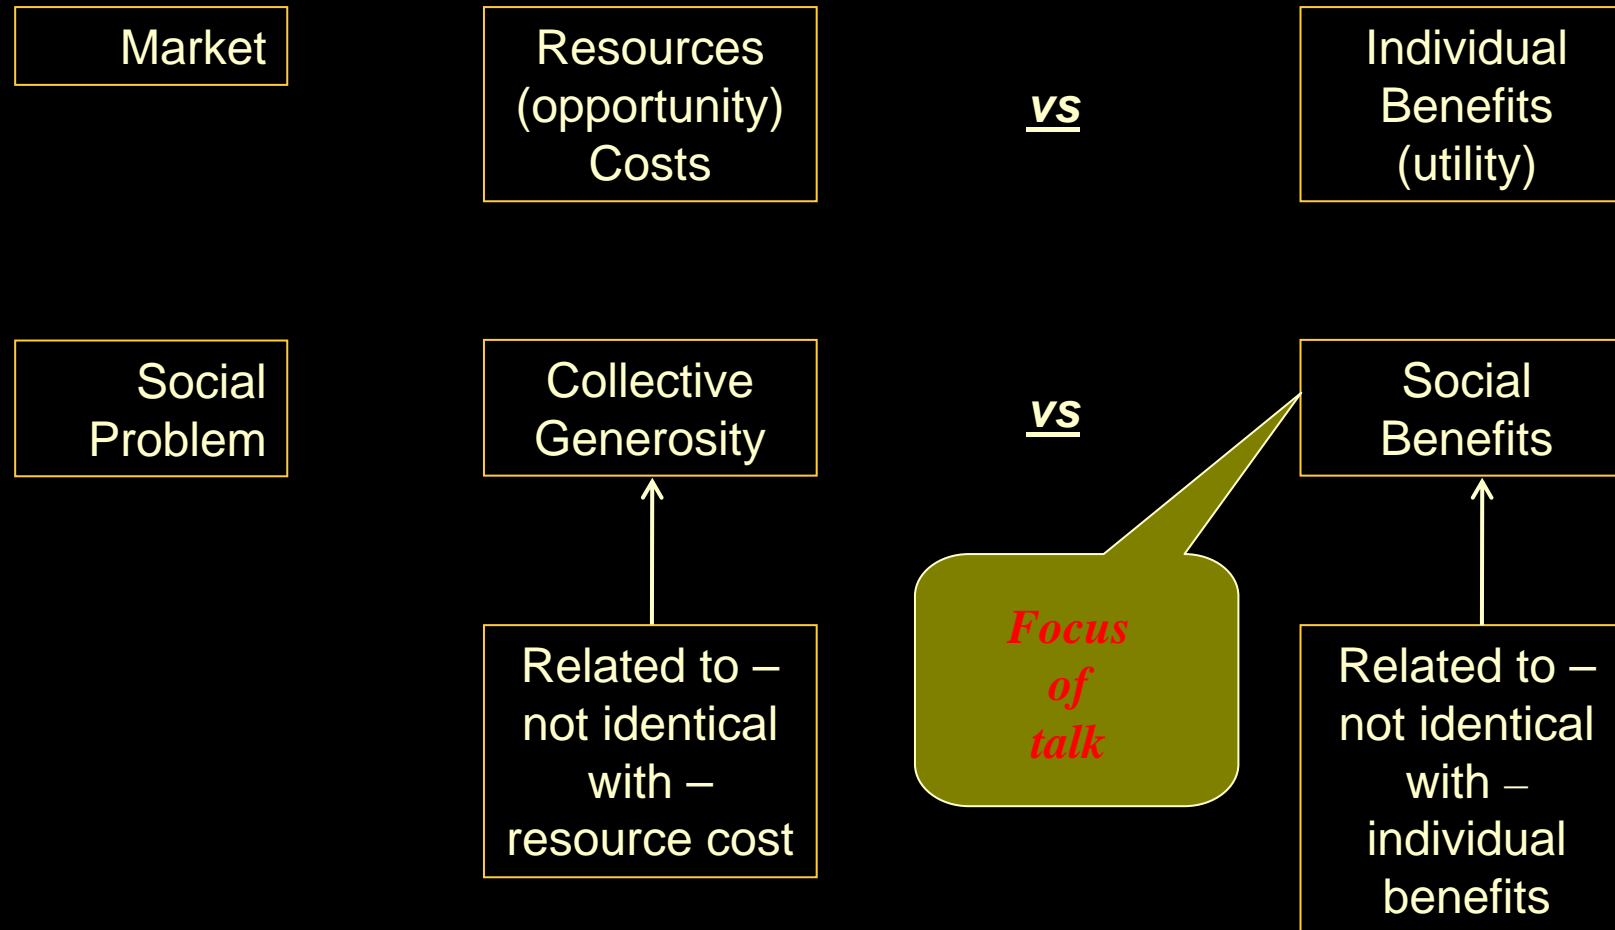 Market
Resources
(opportunity)
Costs
vs
Individual
Benefits
(utility)
Social
Problem
Collective
Generosity
vs
Social
Benefits
Focus
of
talk
Related to –
not identical
with –
resource cost
Related to –
not identical
with –
individual
benefits